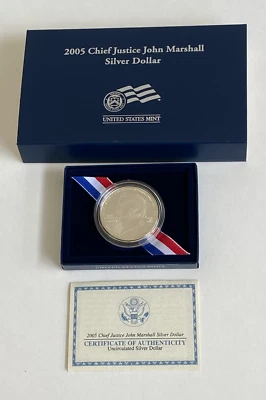 2005 Chief Justice John Marshall
Silver Dollar
UNITED STATES MINT
2005 Chief Justice John Marshall Silver Dollar
CERTIFICATE OF AUTHENTICITY
Uncirculated Silver Dollar